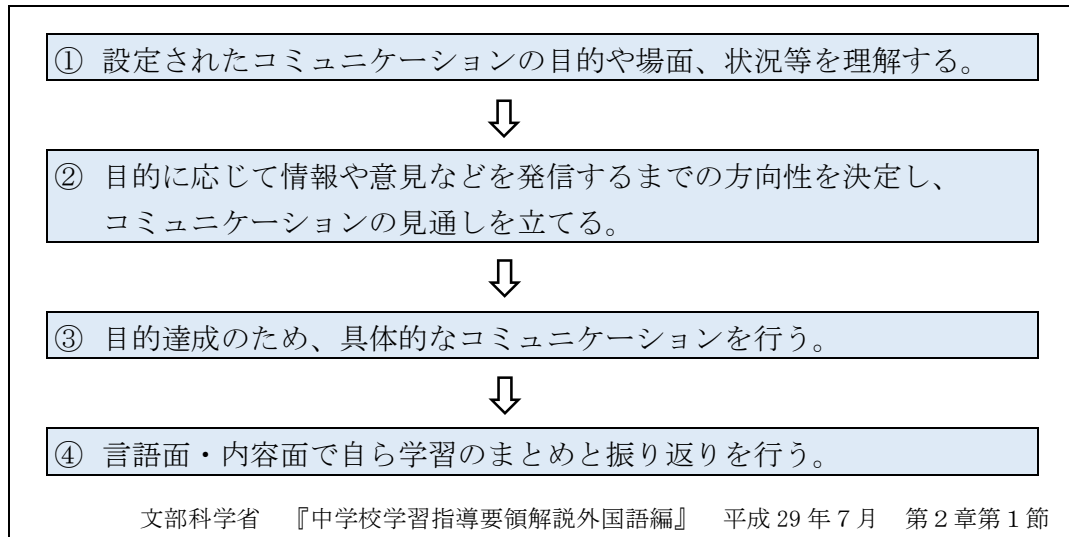 ① 設定されたコミュニケーションの目的や場面、状況等を理解する。
② 目的に応じて情報や意見などを発信するまでの方向性を決定し、
コミュニケーションの見通しを立てる。
③ 目的達成のため、具体的なコミュニケーションを行う。
④ 言語面・内容面で自ら学習のまとめと振り返りを行う。
文部科学省 『中学校学習指導要領解説外国語編』 平成 29 年 7 月 第2章第1節